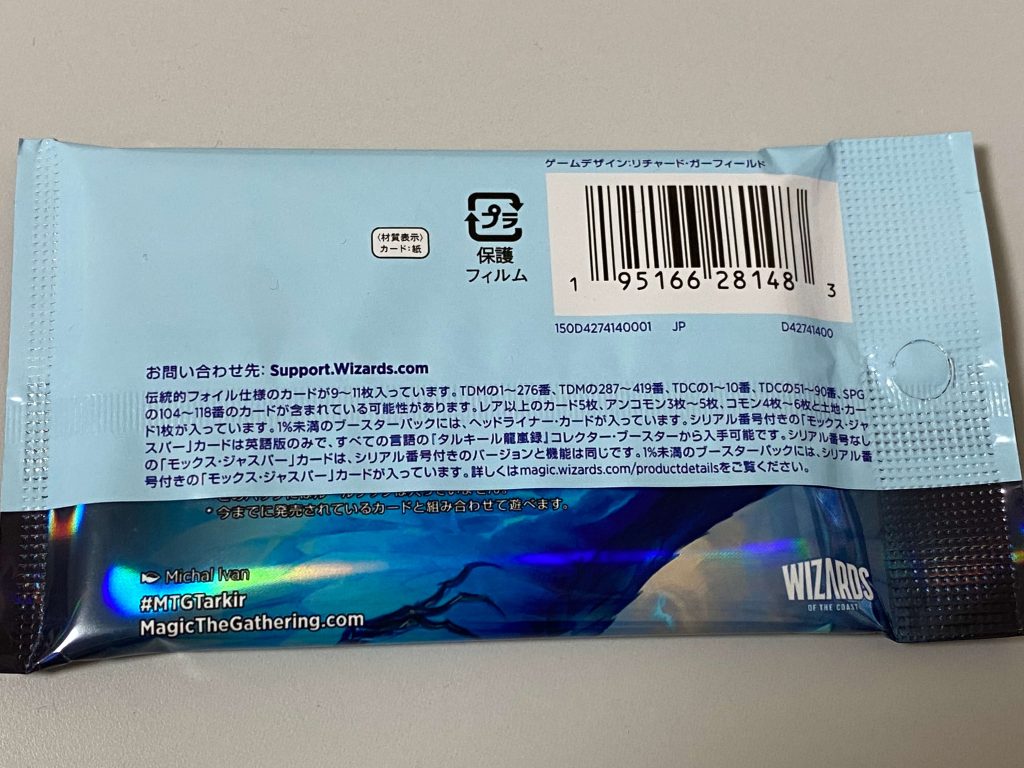 ゲームデザイン:リチャード・ガーフィールド
〈材質表示〉
カード:紙
プラ
保護
フィルム
1 95166 28148 3
150D4274140001 JP D42741400
お問い合わせ先: Support.Wizards.com
伝統的フォイル仕様のカードが9〜11枚入っています。TDMの1〜276番、TDMの287〜419番、TDCの1〜10番、TDCの51〜90番、SPG
の104〜118番のカードが含まれている可能性があります。レア以上のカード5枚、アンコモン3枚〜5枚、コモン4枚〜6枚と土地・カー
ド1枚が入っています。1%未満のブースターパックには、ヘッドライナー・カードが入っています。シリアル番号付きの「モックス・ジャ
スパー」カードは英語版のみで、すべての言語の「タルキール龍嵐録」コレクター・ブースターから入手可能です。シリアル番号なし
の「モックス・ジャスパー」カードは、シリアル番号付きのバージョンと機能は同じです。1%未満のブースターパックには、シリアル番
号付きの「モックス・ジャスパー」カードが入っています。詳しくはmagic.wizards.com/productdetailsをご覧ください。
* 今までに発売されているカードと組み合わせて遊べます。
Michal Ivan
#MTGTarkir
MagicTheGathering.com
WIZARDS
OF THE COAST